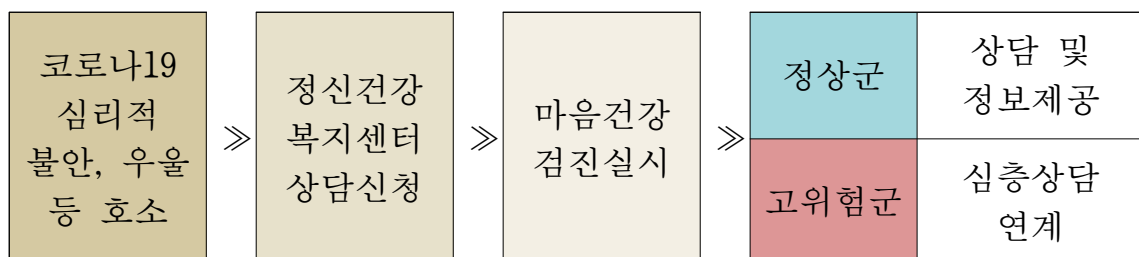 코로나19
심리적
불안, 우울
등 호소
≫
정신건강
복지센터
상담신청
≫
마음건강
검진실시
≫
정상군
상담 및
정보제공
고위험군
심층상담
연계